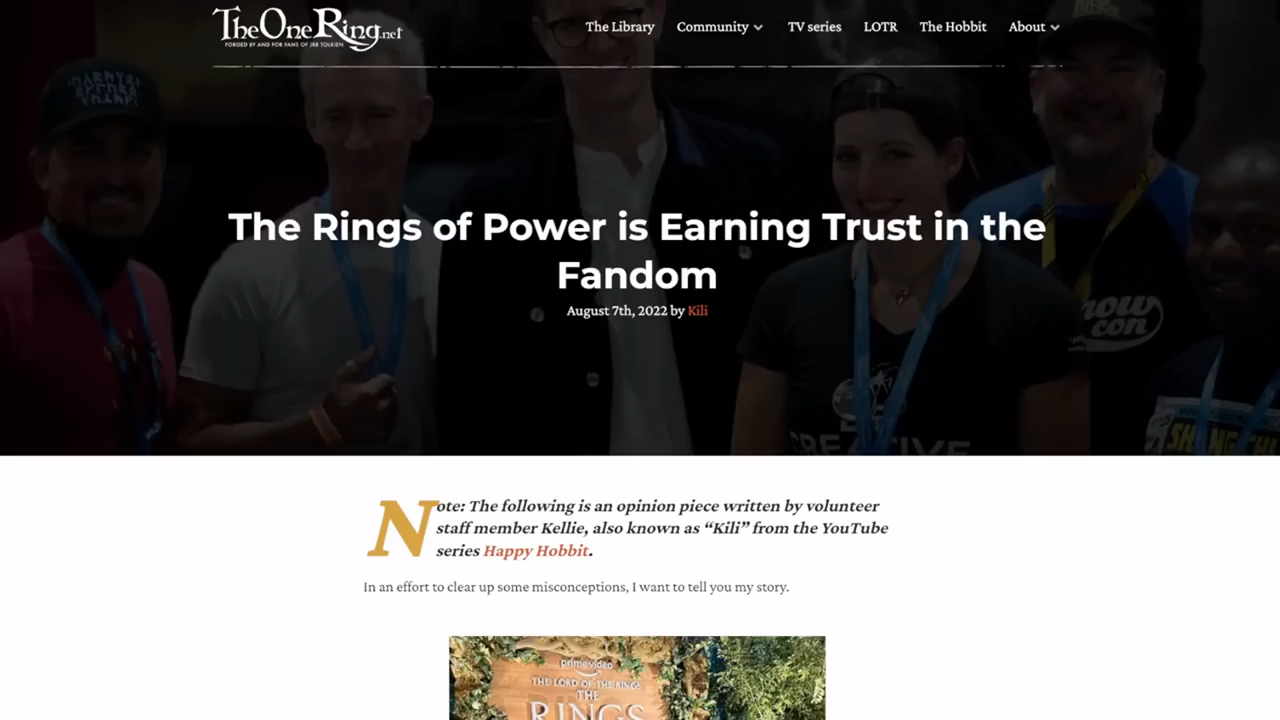 TheOneRing.net
FORGED BY AND FOR FANS OF JRR TOLKIEN
The Library
Community
TV series
LOTR
The Hobbit
About
The Rings of Power is Earning Trust in the
Fandom
August 7th, 2022 by Kili
now
con
CREATIVE
Note: The following is an opinion piece written by volunteer
staff member Kellie, also known as “Kili” from the YouTube
series Happy Hobbit.
In an effort to clear up some misconceptions, I want to tell you my story.
prime video
THE LORD OF THE RINGS
THE
RINGS